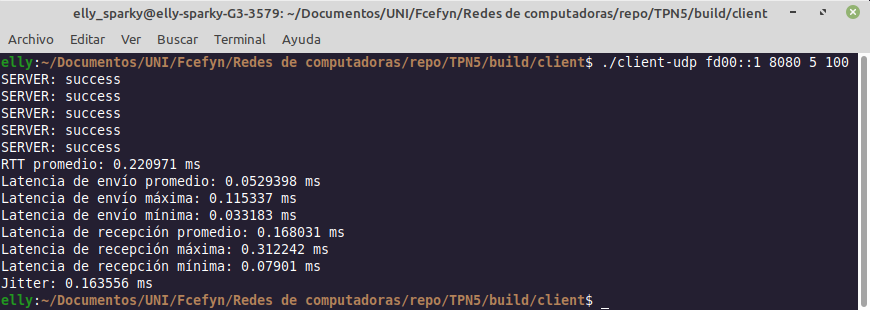 elly_sparky@elly-sparky-G3-3579: ~/Documentos/UNI/Fcefyn/Redes de computadoras/repo/TPN5/build/client
Archivo Editar Ver Buscar Terminal Ayuda
elly:~/Documentos/UNI/Fcefyn/Redes de computadoras/repo/TPN5/build/client$ ./client-udp fd00::1 8080 5 100
SERVER: success
SERVER: success
SERVER: success
SERVER: success
SERVER: success
RTT promedio: 0.220971 ms
Latencia de envío promedio: 0.0529398 ms
Latencia de envío máxima: 0.115337 ms
Latencia de envío mínima: 0.033183 ms
Latencia de recepción promedio: 0.168031 ms
Latencia de recepción máxima: 0.312242 ms
Latencia de recepción mínima: 0.07901 ms
Jitter: 0.163556 ms
elly:~/Documentos/UNI/Fcefyn/Redes de computadoras/repo/TPN5/build/client$ _